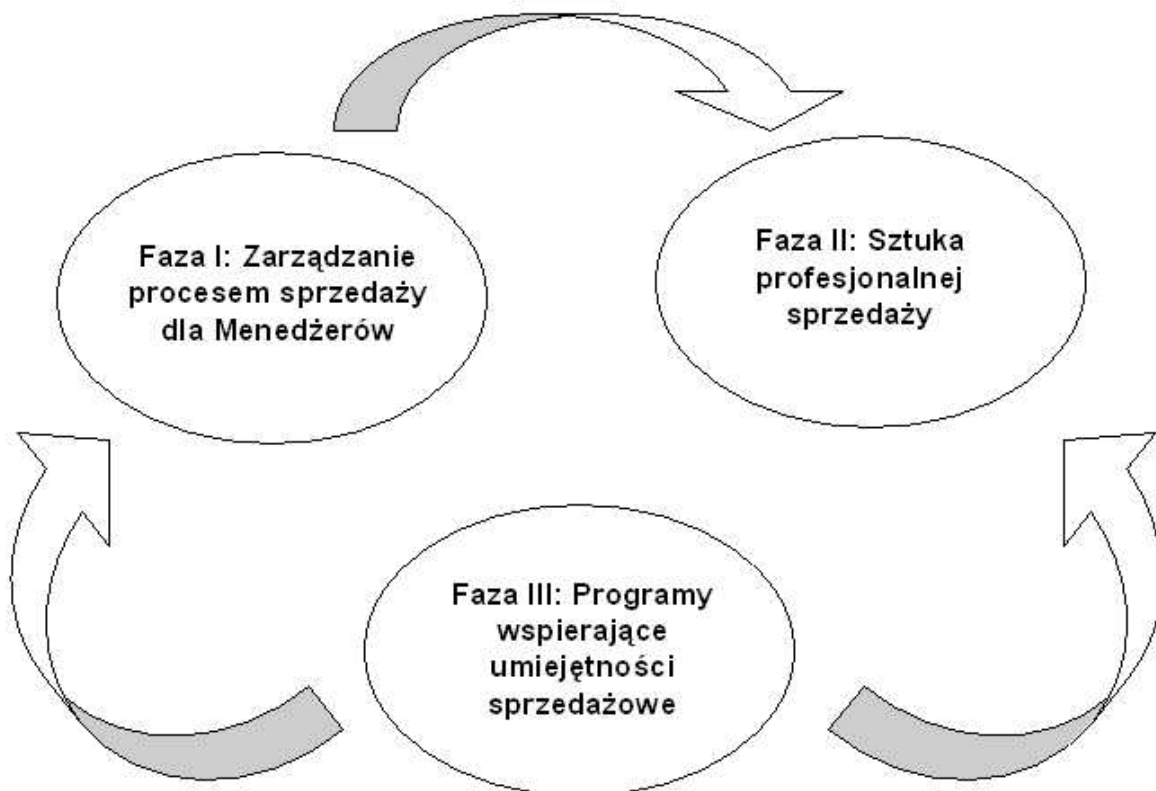 Faza I: Zarządzanie
procesem sprzedaży
dla Menedżerów
Faza II: Sztuka
profesjonalnej
sprzedaży
Faza III: Programy
wspierające
umiejętności
sprzedażowe